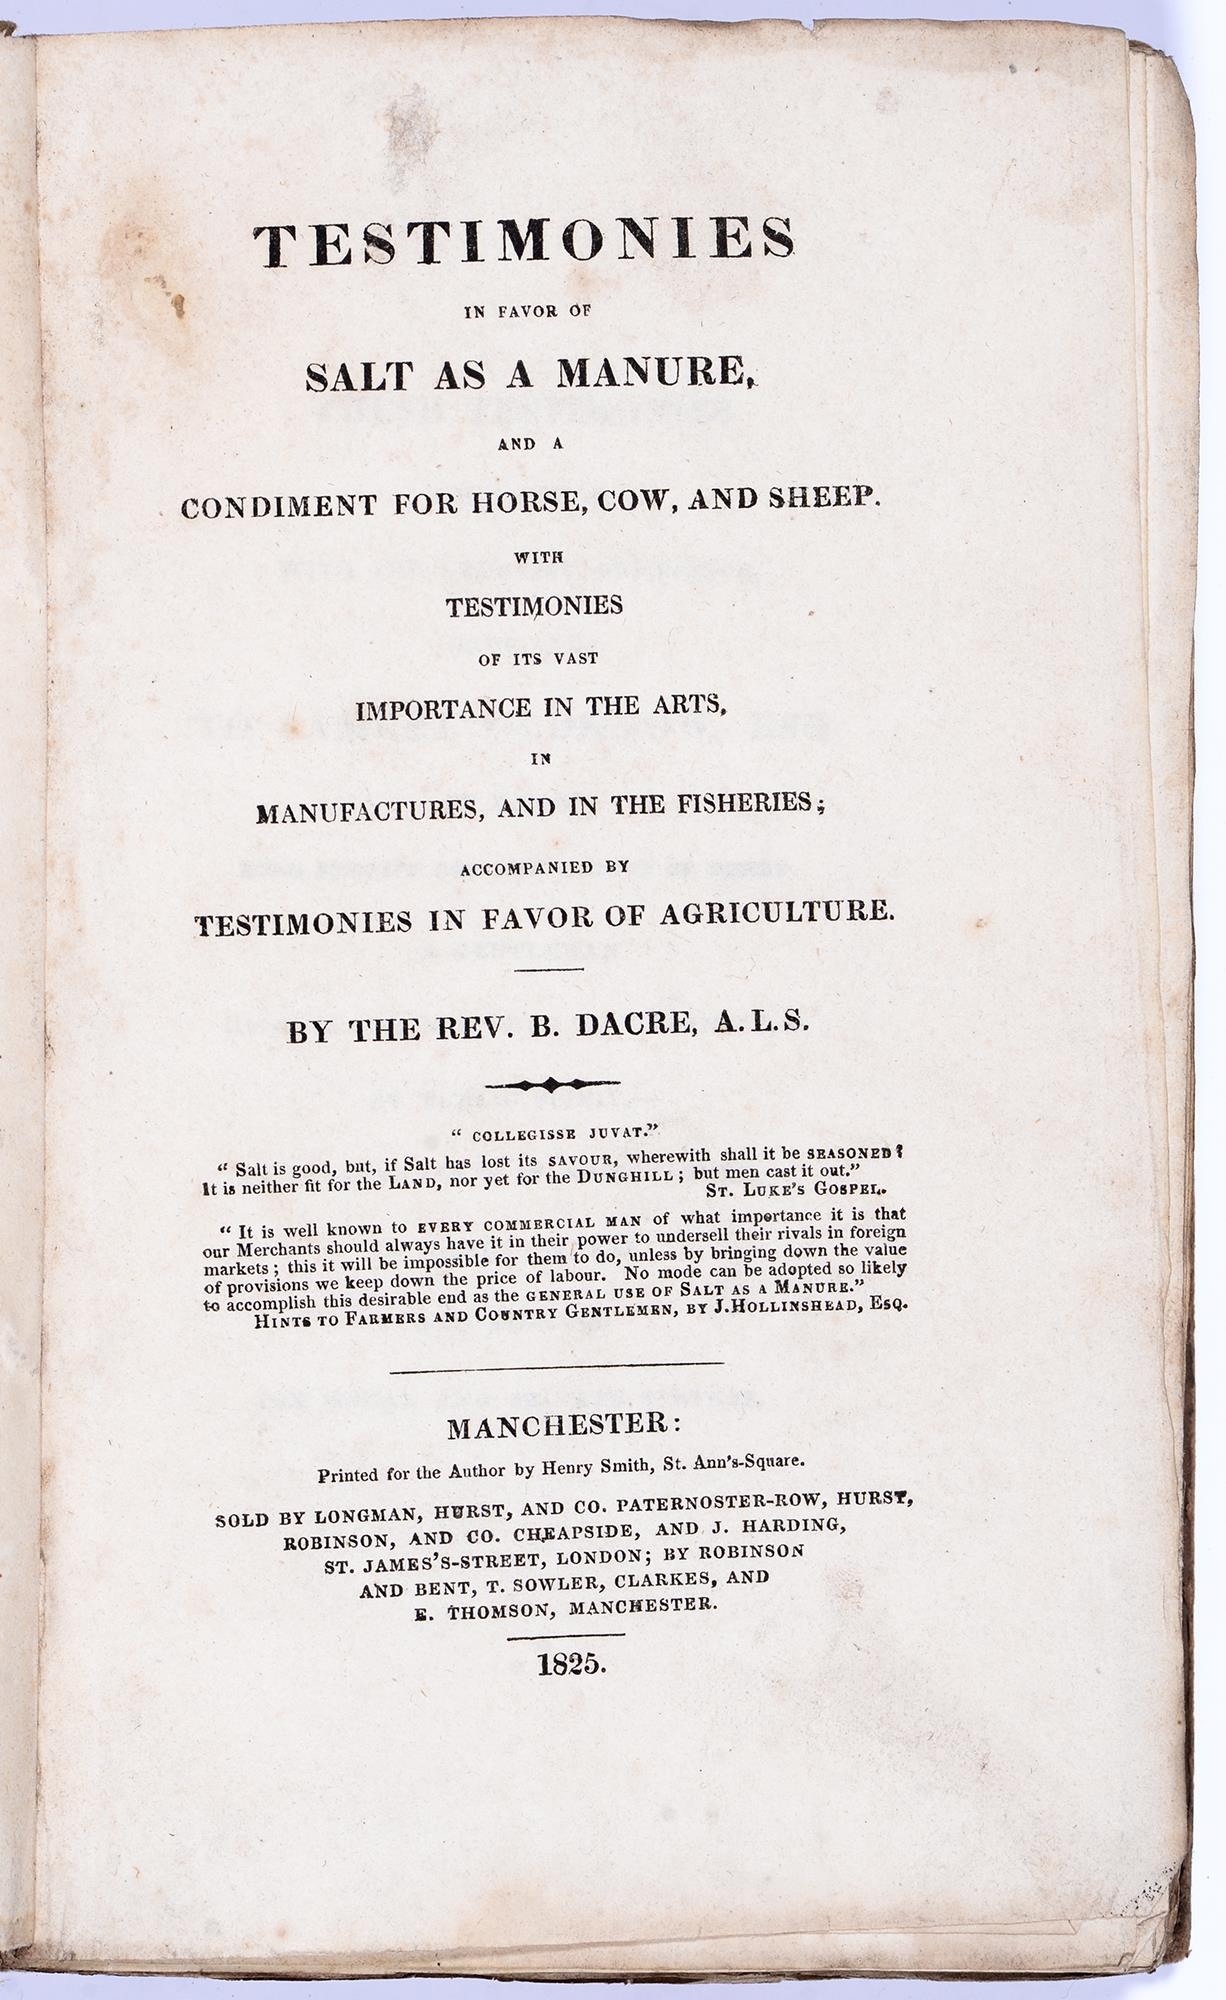 TESTIMONIES
IN FAVOR OF
SALT AS A MANURE,
AND A
CONDIMENT FOR HORSE, COW, AND SHEEP.
WITH
TESTIMONIES
OF ITS VAST
IMPORTANCE IN THE ARTS,
IN
MANUFACTURES, AND IN THE FISHERIES;
ACCOMPANIED BY
TESTIMONIES IN FAVOR OF AGRICULTURE.
BY THE REV. B. DACRE, A.L.S.
“ COLLEGISSE JUVAT.”
“ Salt is good, but, if Salt has lost its SAVOUR, wherewith shall it be SEASONED?
It is neither fit for the LAND, nor yet for the DUNGHILL; but men cast it out.”
ST. LUKE'S GOSPEL.
“ It is well known to EVERY COMMERCIAL MAN of what importance it is that
our Merchants should always have it in their power to undersell their rivals in foreign
markets; this it will be impossible for them to do, unless by bringing down the value
of provisions we keep down the price of labour. No mode can be adopted so likely
to accomplish this desirable end as the GENERAL USE OF SALT AS A MANURE.”
HINTS TO FARMERS AND COUNTRY GENTLEMEN, BY J.HOLLINSHEAD, ESQ.
MANCHESTER:
Printed for the Author by Henry Smith, St. Ann's-Square.
SOLD BY LONGMAN, HURST, AND CO. PATERNOSTER-ROW, HURST,
ROBINSON, AND CO. CHEAPSIDE, AND J. HARDING,
ST. JAMES'S-STREET, LONDON; BY ROBINSON
AND BENT, T. SOWLER, CLARKES, AND
E. THOMSON, MANCHESTER.
1825.